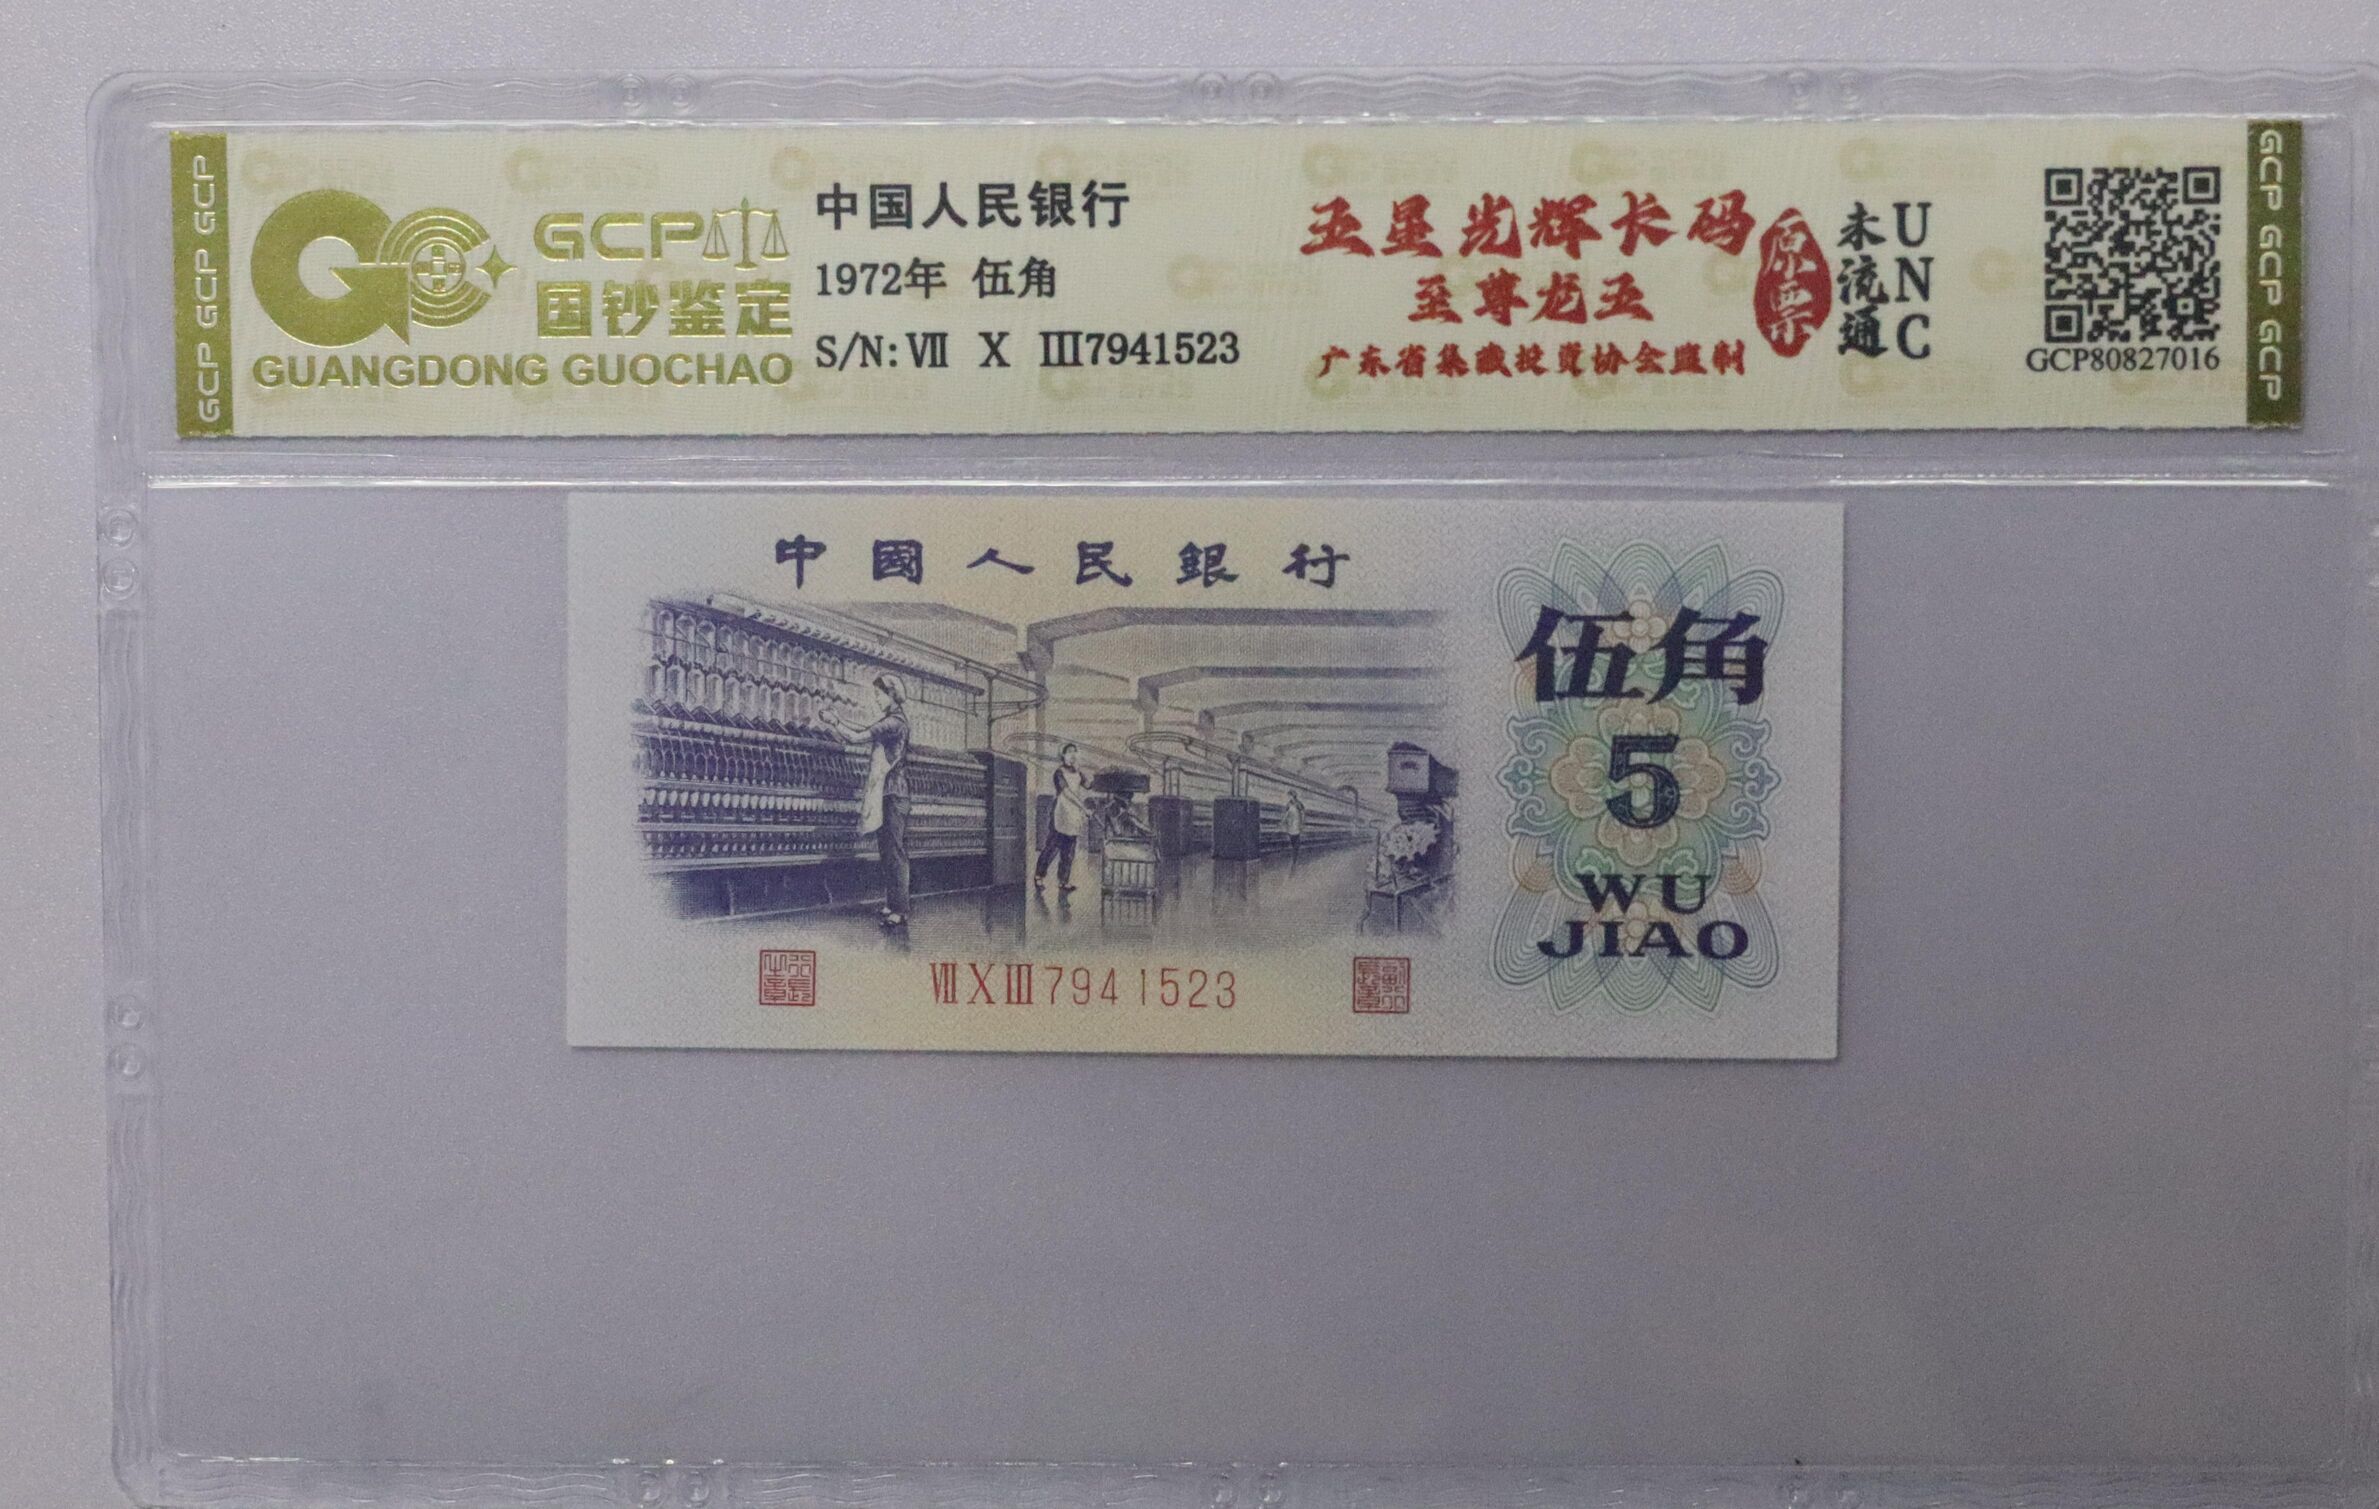 GCP GCP GCP
GCP
国钞鉴定
GUANGDONG GUOCHAO
中国人民银行
1972年 伍角
S/N: Ⅶ Ⅹ Ⅲ7941523
五星光辉长码
至尊龙五
广东省集藏投资协会监制
原票
未流通
UNC
GCP80827016
GCP GCP GCP
中國人民銀行
伍角
5
WU
JIAO
ⅦⅩⅢ7941523